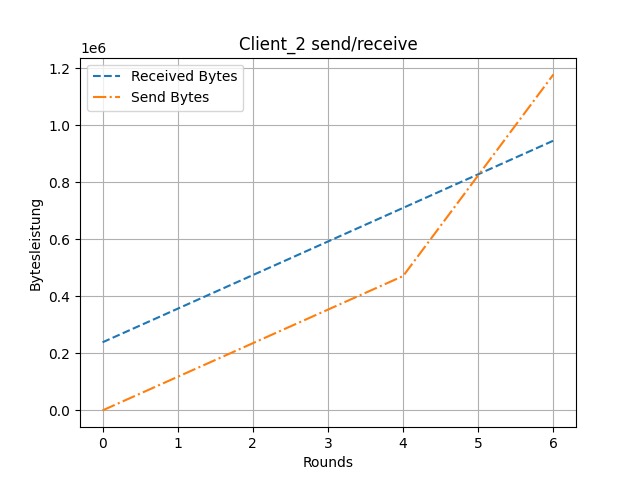 Client_2 send/receive
1e6
Received Bytes
Send Bytes
1.2
1.0
0.8
0.6
0.4
0.2
0.0
Bytesleistung
0 1 2 3 4 5 6
Rounds